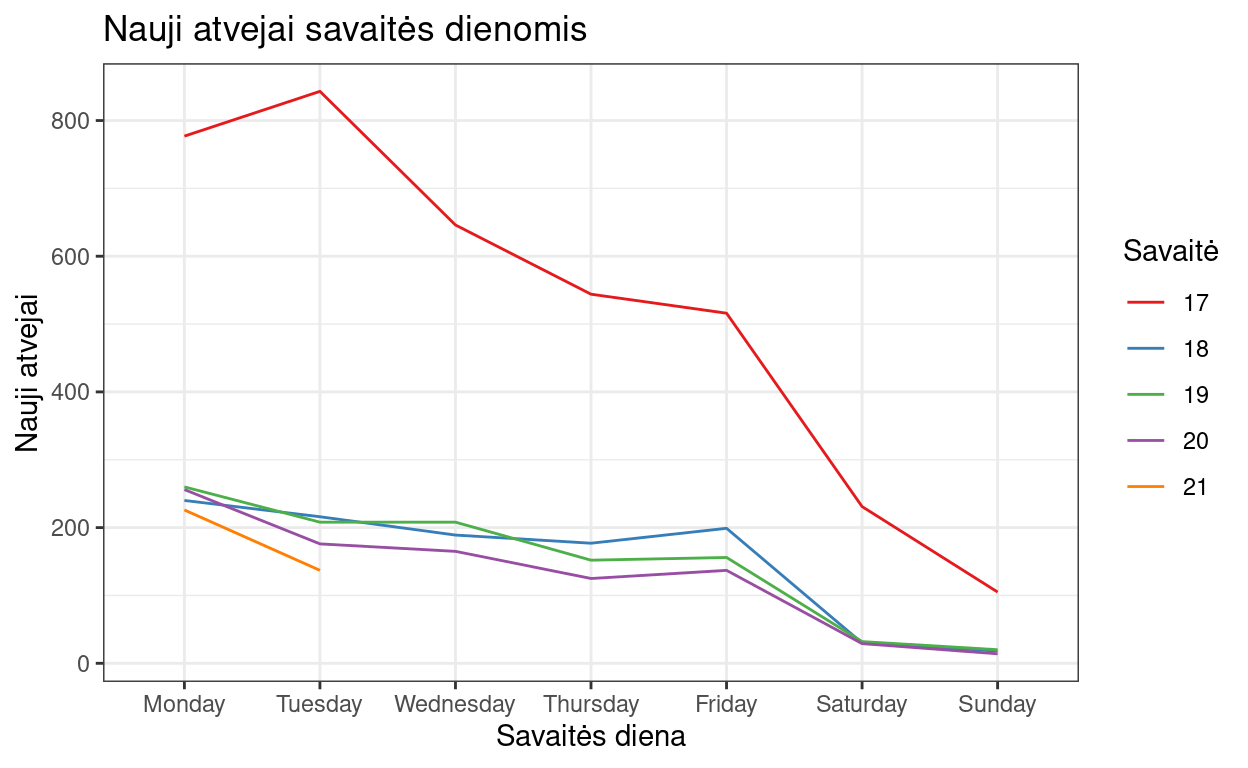 Nauji atvejai savaitės dienomis
Nauji atvejai
800
600
400
200
0
Monday Tuesday Wednesday Thursday Friday Saturday Sunday
Savaitės diena
Savaitė
17
18
19
20
21